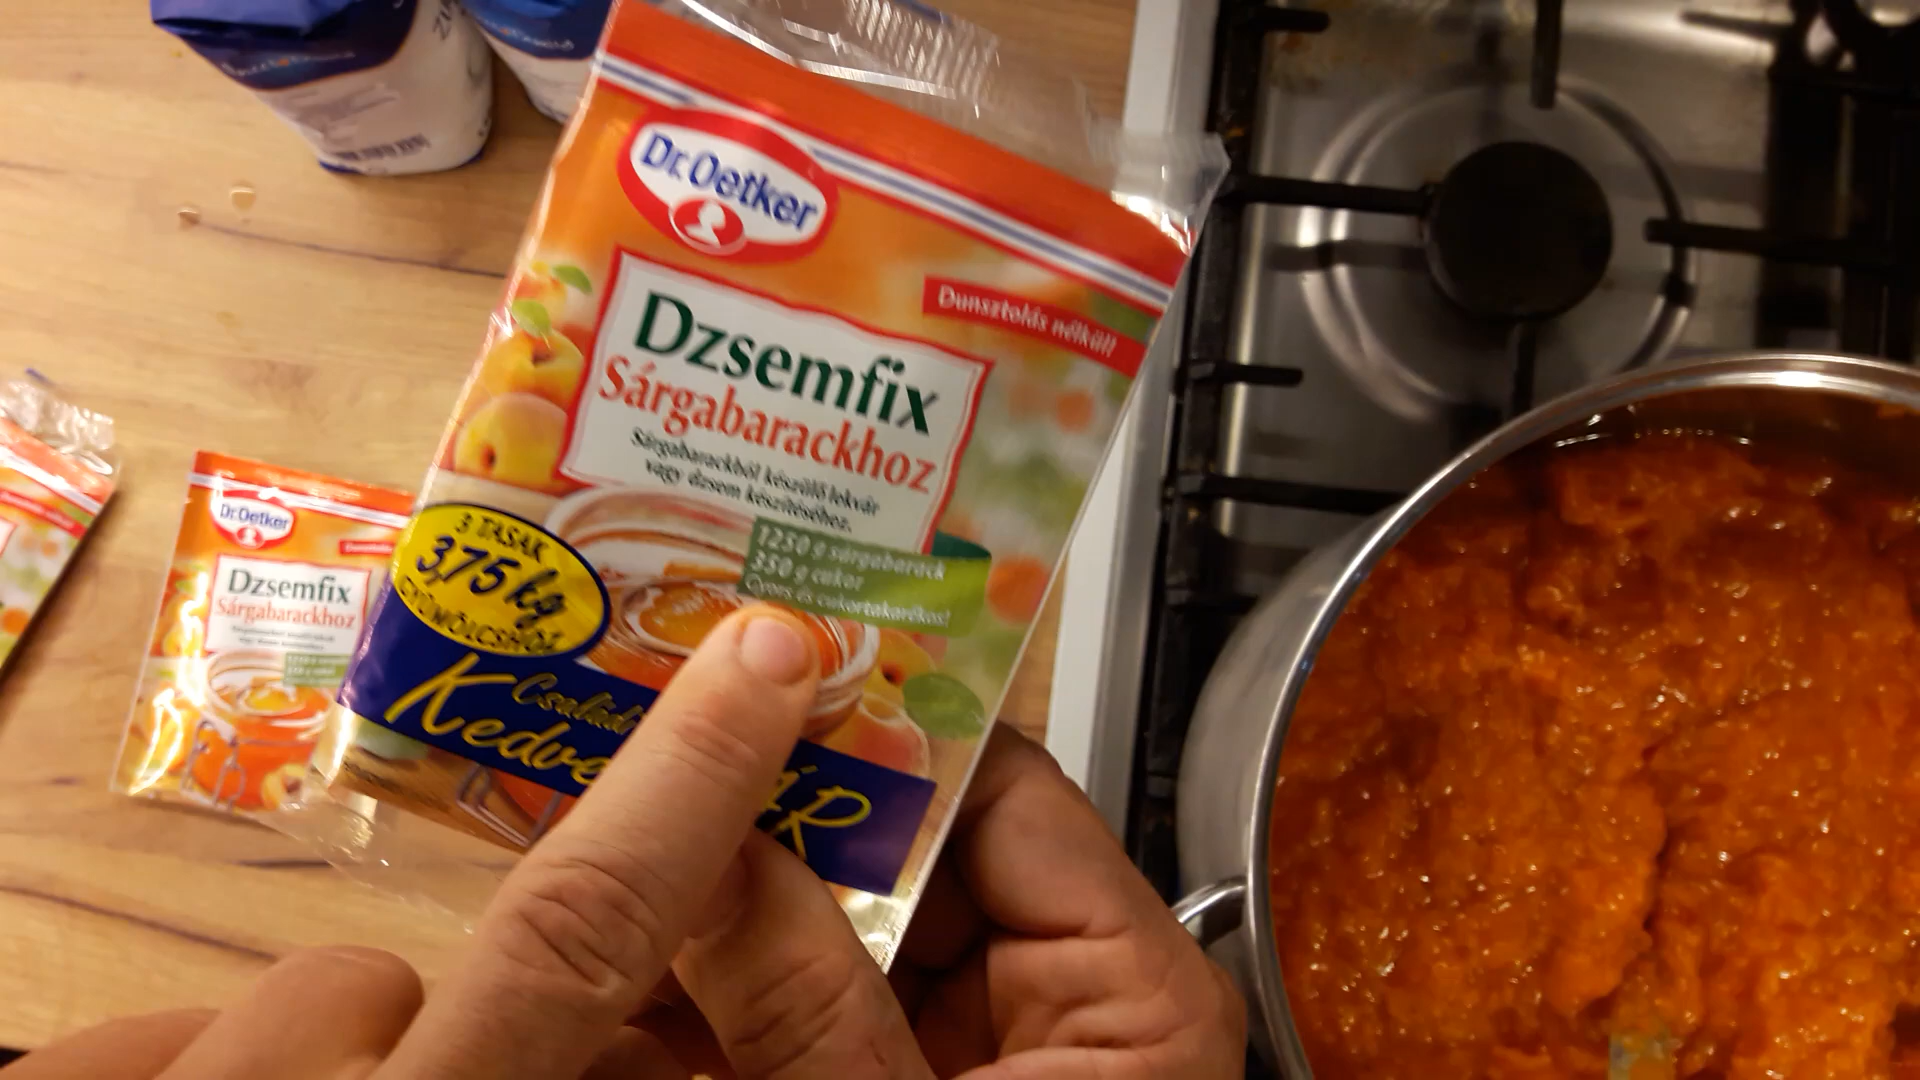 Dr.Oetker
Dunsztolás nélkül!
Dzsemfix
Sárgabarackhoz
Sárgabarackból készülő lekvár
vagy dzsem készítéséhez.
1250 g sárgabarack
350 g cukor
Gyors és cukortakarékos!
3 TASAK
3,75 kg
GYÜMÖLCSHÖZ
Dr.Oetker
Dzsemfix
Sárgabarackhoz